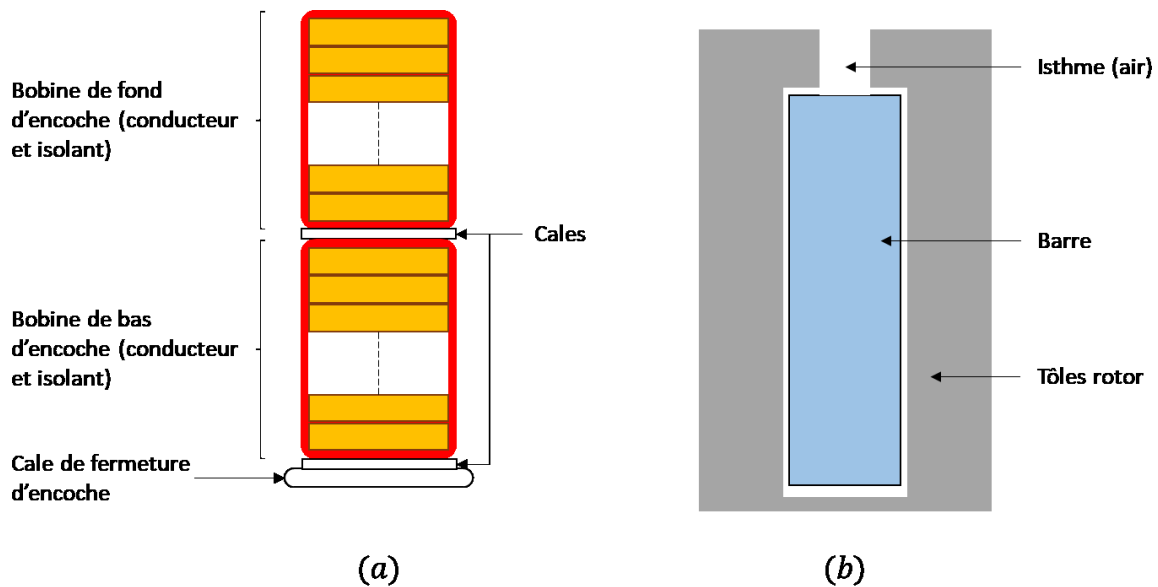 Bobine de fond
d'encoche (conducteur
et isolant)
Cales
Bobine de bas
d'encoche (conducteur
et isolant)
Cale de fermeture
d'encoche
(a)
Isthme (air)
Barre
Tôles rotor
(b)